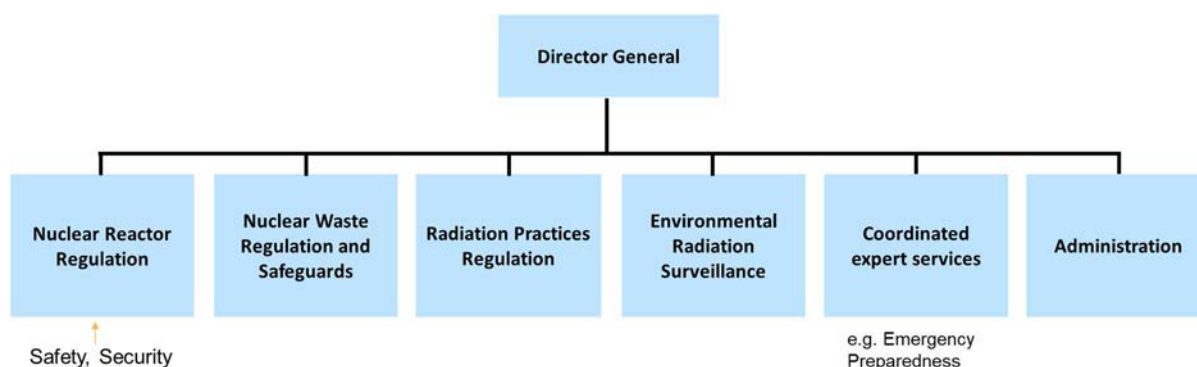 Director General
Nuclear Reactor
Regulation
Nuclear Waste
Regulation and
Safeguards
Radiation Practices
Regulation
Environmental
Radiation
Surveillance
Coordinated
expert services
Administration
Safety, Security
e.g. Emergency
Preparedness